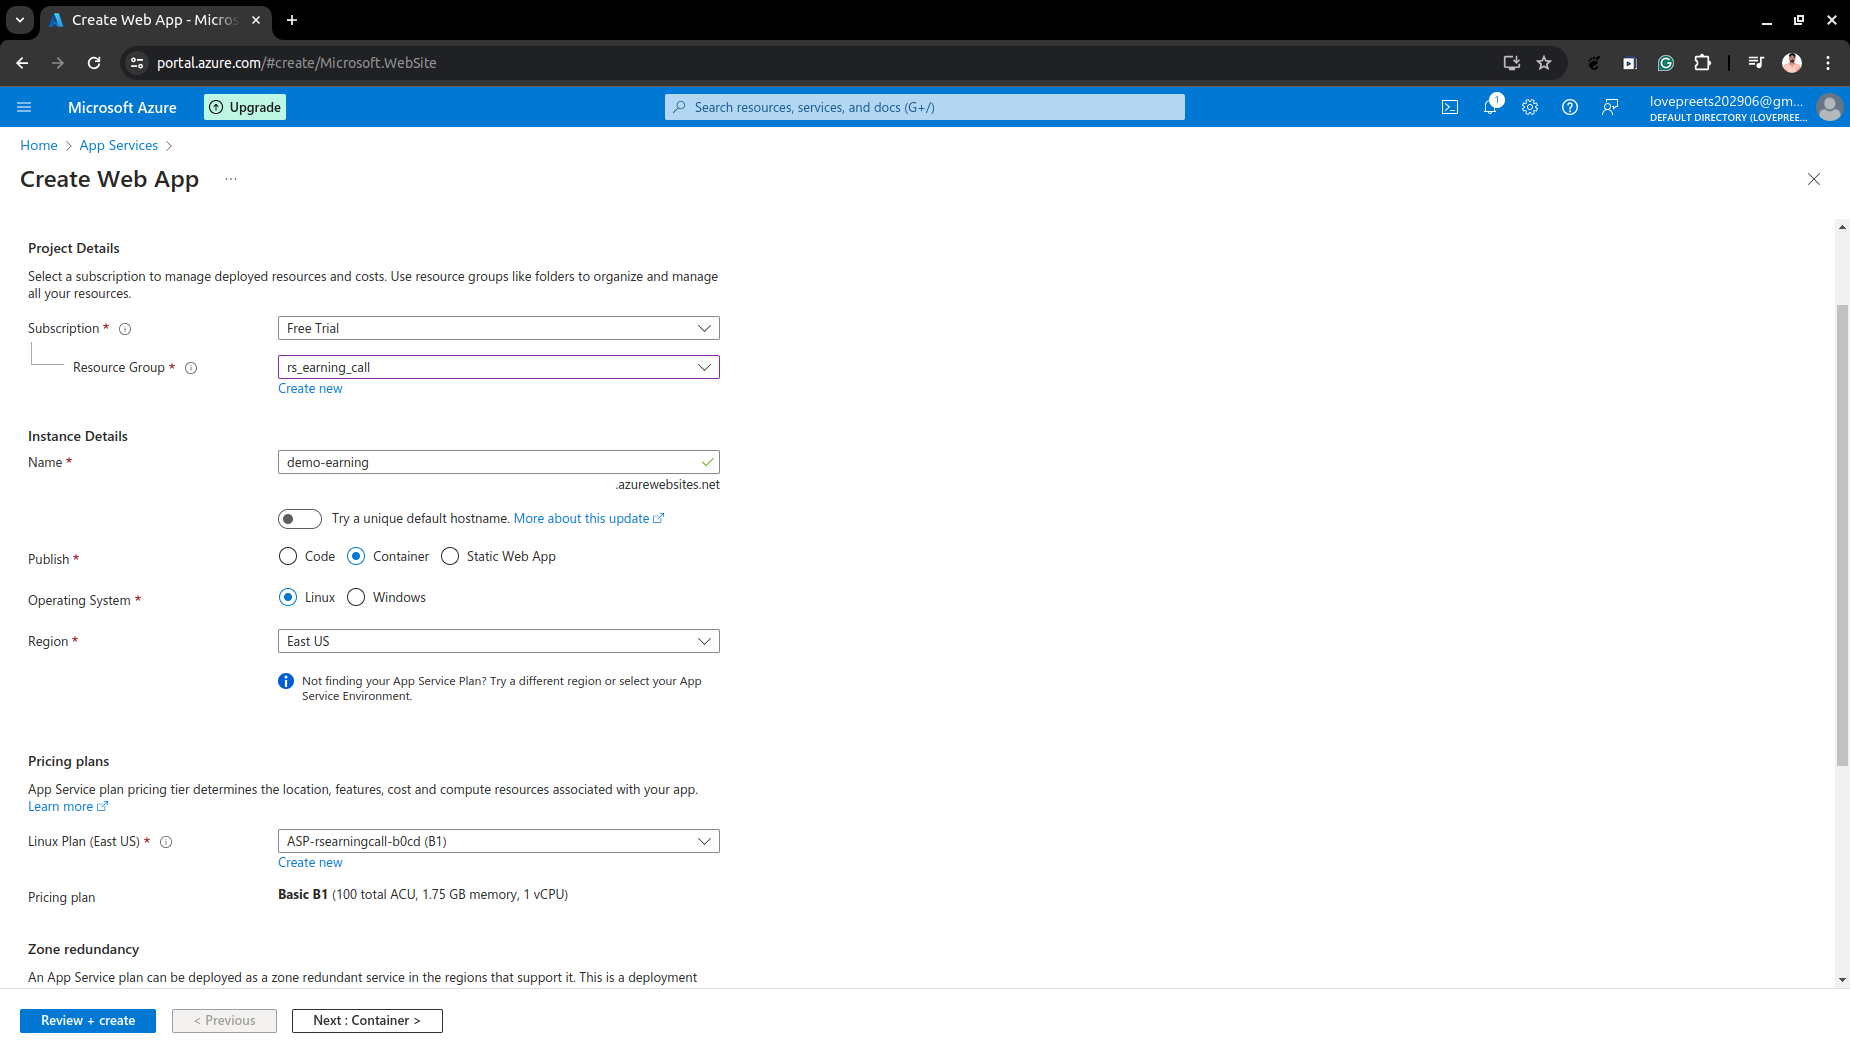 Create Web App - Micros
portal.azure.com/#create/Microsoft.WebSite
Microsoft Azure
Upgrade
Search resources, services, and docs (G+/)
1
lovepreets202906@gm...
DEFAULT DIRECTORY (LOVEPREE...
Home > App Services >
Create Web App ...
Project Details
Select a subscription to manage deployed resources and costs. Use resource groups like folders to organize and manage
all your resources.
Subscription * Free Trial
Resource Group * rs_earning_call
Create new
Instance Details
Name * demo-earning
.azurewebsites.net
Try a unique default hostname. More about this update
Publish * Code Container Static Web App
Operating System * Linux Windows
Region * East US
Not finding your App Service Plan? Try a different region or select your App
Service Environment.
Pricing plans
App Service plan pricing tier determines the location, features, cost and compute resources associated with your app.
Learn more
Linux Plan (East US) * ASP-rsearningcall-b0cd (B1)
Create new
Pricing plan Basic B1 (100 total ACU, 1.75 GB memory, 1 vCPU)
Zone redundancy
An App Service plan can be deployed as a zone redundant service in the regions that support it. This is a deployment
Review + create < Previous Next : Container >